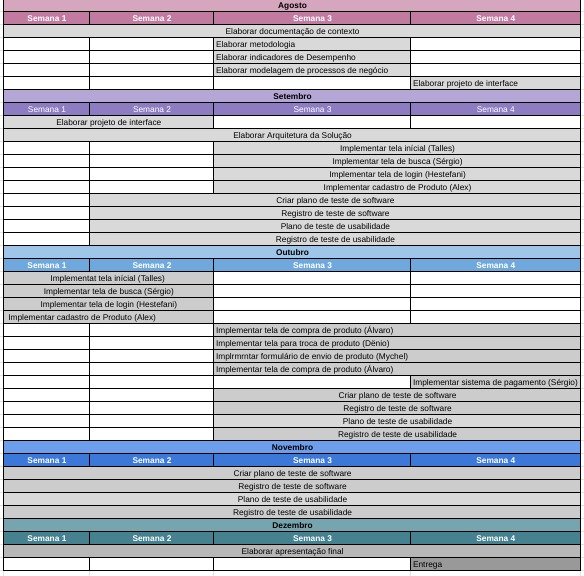 Agosto
Semana 1 Semana 2 Semana 3 Semana 4
Elaborar documentação de contexto
Elaborar metodologia
Elaborar indicadores de Desempenho
Elaborar modelagem de processos de negócio
Elaborar projeto de interface
Setembro
Semana 1 Semana 2 Semana 3 Semana 4
Elaborar projeto de interface
Elaborar Arquitetura da Solução
Implementar tela inícial (Talles)
Implementar tela de busca (Sérgio)
Implementar tela de login (Hestefani)
Implementar cadastro de Produto (Alex)
Criar plano de teste de software
Registro de teste de software
Plano de teste de usabilidade
Registro de teste de usabilidade
Outubro
Semana 1 Semana 2 Semana 3 Semana 4
Implementat tela inícial (Talles)
Implementar tela de busca (Sérgio)
Implementar tela de login (Hestefani)
Implementar cadastro de Produto (Alex)
Implementar tela de compra de produto (Álvaro)
Implementar tela para troca de produto (Dênio)
Implmrmntar formulário de envio de produto (Mychel)
Implementar tela de compra de produto (Álvaro)
Implementar sistema de pagamento (Sérgio)
Criar plano de teste de software
Registro de teste de software
Plano de teste de usabilidade
Registro de teste de usabilidade
Novembro
Semana 1 Semana 2 Semana 3 Semana 4
Criar plano de teste de software
Registro de teste de software
Plano de teste de usabilidade
Registro de teste de usabilidade
Dezembro
Semana 1 Semana 2 Semana 3 Semana 4
Elaborar apresentação final
Entrega